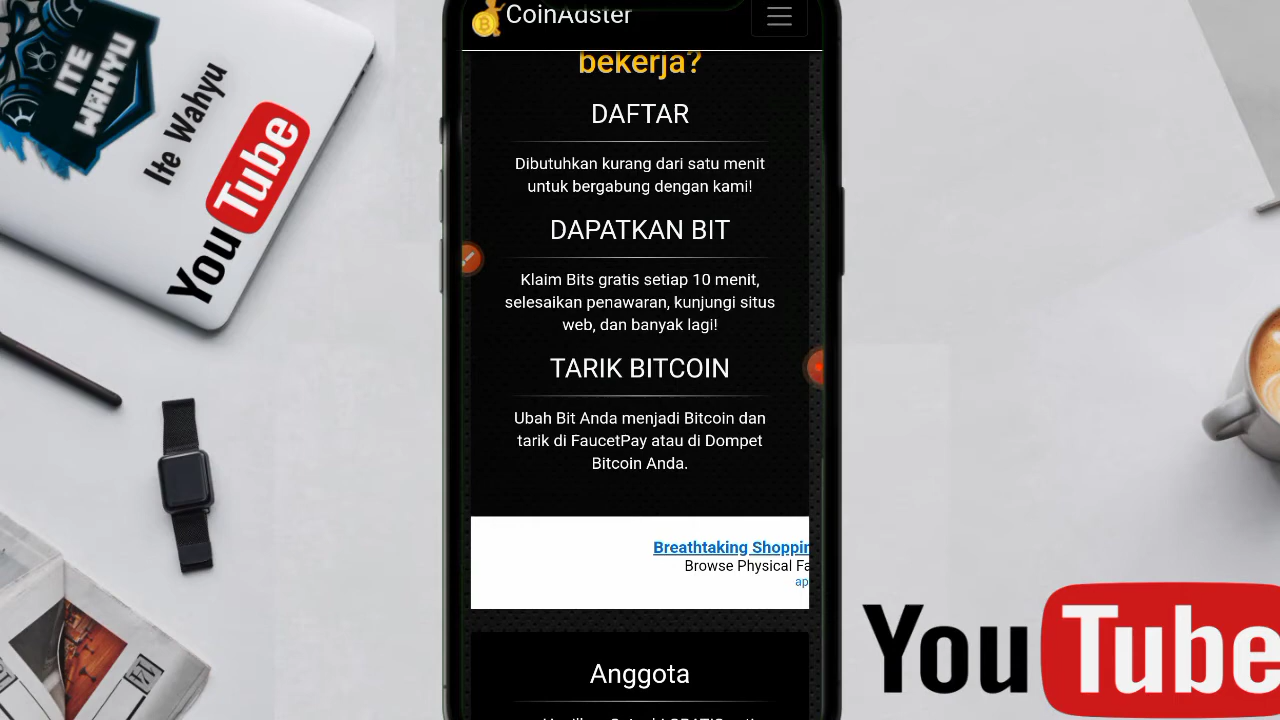 ITE
WAHYU
Ite Wahyu
YouTube
CoinAdster
bekerja?
DAFTAR
Dibutuhkan kurang dari satu menit
untuk bergabung dengan kami!
DAPATKAN BIT
Klaim Bits gratis setiap 10 menit,
selesaikan penawaran, kunjungi situs
web, dan banyak lagi!
TARIK BITCOIN
Ubah Bit Anda menjadi Bitcoin dan
tarik di FaucetPay atau di Dompet
Bitcoin Anda.
Breathtaking Shoppin
Browse Physical Fa
ap
Anggota
YouTube